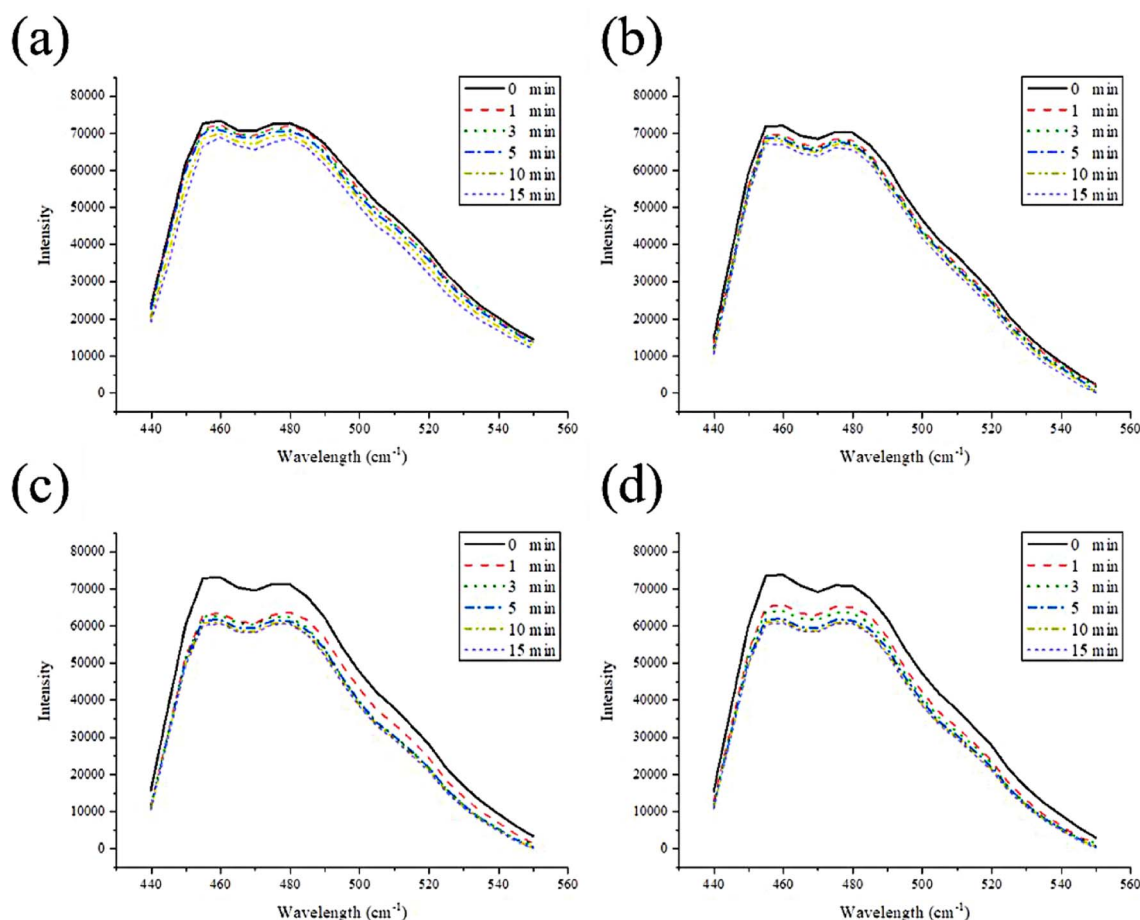 (a)
80000
70000
60000
50000
40000
30000
20000
10000
0
Intensity
440 460 480 500 520 540 560
Wavelength (cm⁻¹)
0 min
1 min
3 min
5 min
10 min
15 min
(b)
80000
70000
60000
50000
40000
30000
20000
10000
0
Intensity
440 460 480 500 520 540 560
Wavelength (cm⁻¹)
0 min
1 min
3 min
5 min
10 min
15 min
(c)
80000
70000
60000
50000
40000
30000
20000
10000
0
Intensity
440 460 480 500 520 540 560
Wavelength (cm⁻¹)
0 min
1 min
3 min
5 min
10 min
15 min
(d)
80000
70000
60000
50000
40000
30000
20000
10000
0
Intensity
440 460 480 500 520 540 560
Wavelength (cm⁻¹)
0 min
1 min
3 min
5 min
10 min
15 min